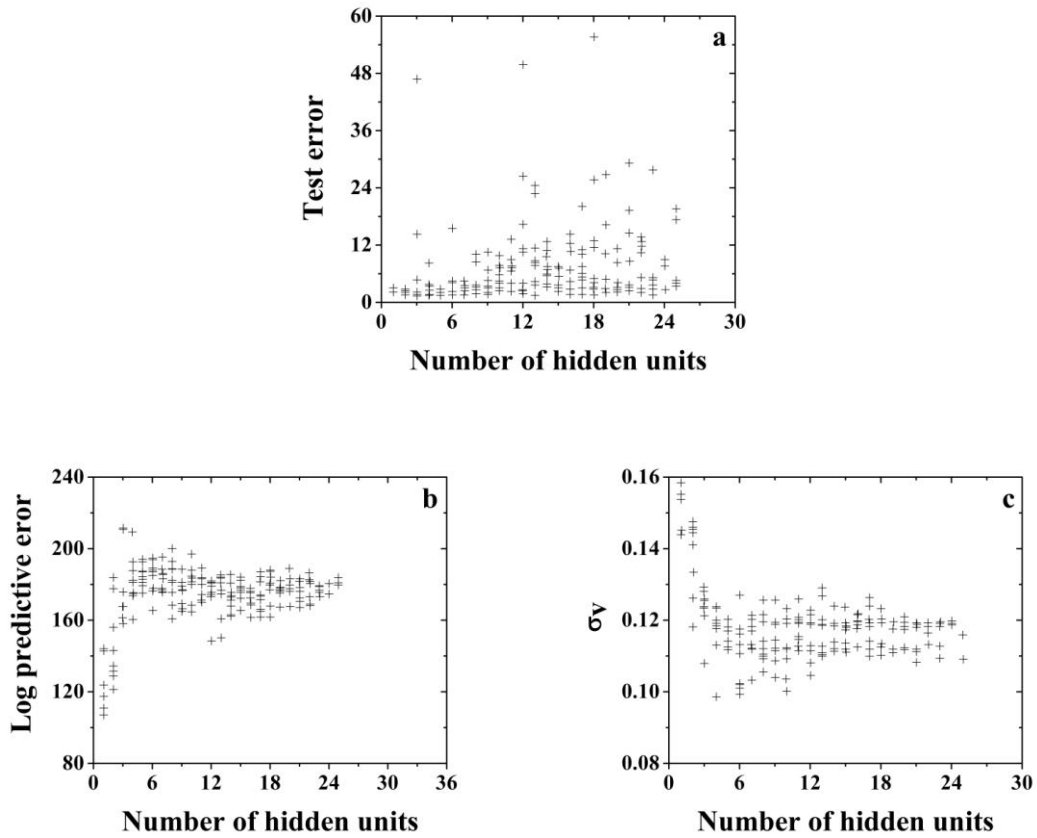 60
48
36
24
12
0
a
Test error
0 6 12 18 24 30
Number of hidden units
240
200
160
120
80
b
Log predictive eror
0 6 12 18 24 30 36
Number of hidden units
0.16
0.14
0.12
0.10
0.08
c
σv
0 6 12 18 24 30
Number of hidden units